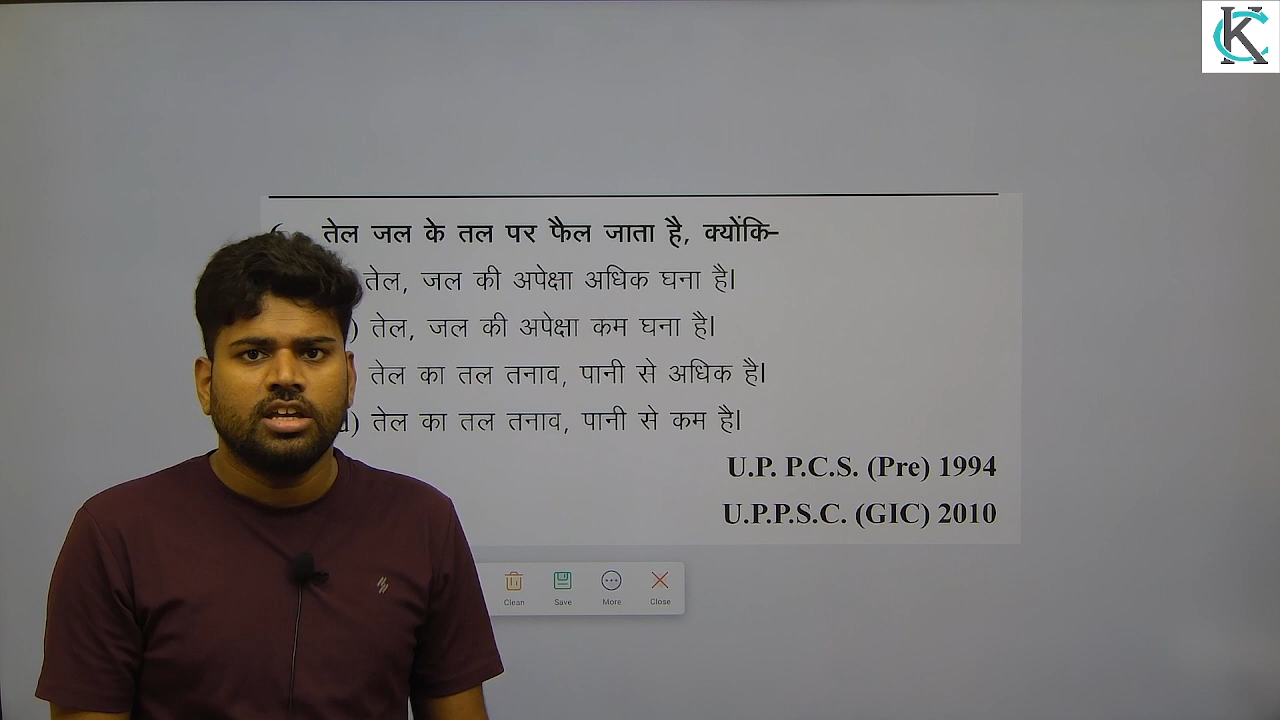 KC
तेल जल के तल पर फैल जाता है, क्योंकि–
तेल, जल की अपेक्षा अधिक घना है।
) तेल, जल की अपेक्षा कम घना है।
तेल का तल तनाव, पानी से अधिक है।
d) तेल का तल तनाव, पानी से कम है।
U.P. P.C.S. (Pre) 1994
U.P.P.S.C. (GIC) 2010
Clean Save More Close